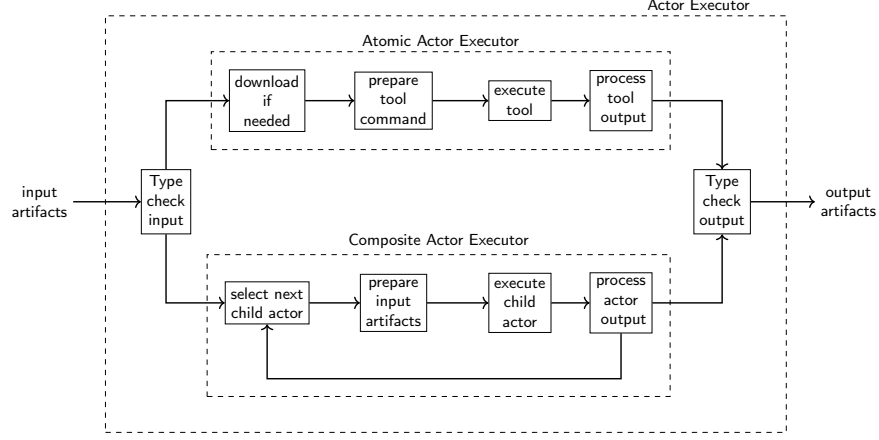 Actor Executor
Atomic Actor Executor
download
if
needed
prepare
tool
command
execute
tool
process
tool
output
input
artifacts
Type
check
input
Type
check
output
output
artifacts
Composite Actor Executor
select next
child actor
prepare
input
artifacts
execute
child
actor
process
actor
output